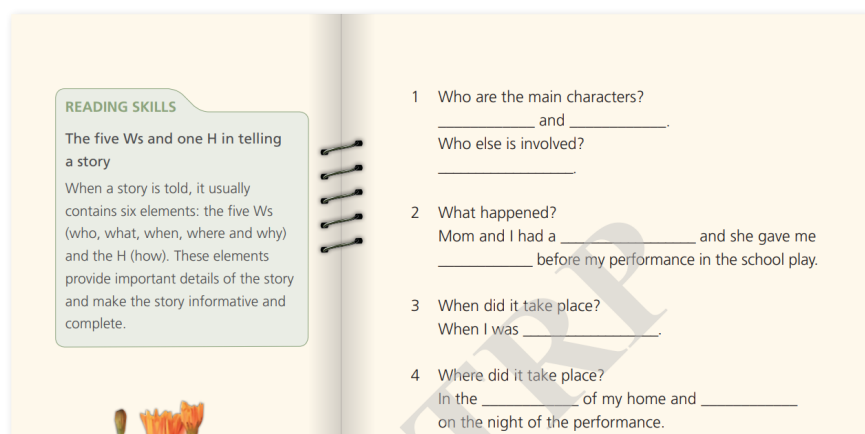 READING SKILLS
The five Ws and one H in telling
a story
When a story is told, it usually
contains six elements: the five Ws
(who, what, when, where and why)
and the H (how). These elements
provide important details of the story
and make the story informative and
complete.
1 Who are the main characters?
____________ and ____________.
Who else is involved?
_________________.
2 What happened?
Mom and I had a _________________ and she gave me
____________ before my performance in the school play.
3 When did it take place?
When I was _________________.
4 Where did it take place?
In the ____________ of my home and ____________
on the night of the performance.
TRP